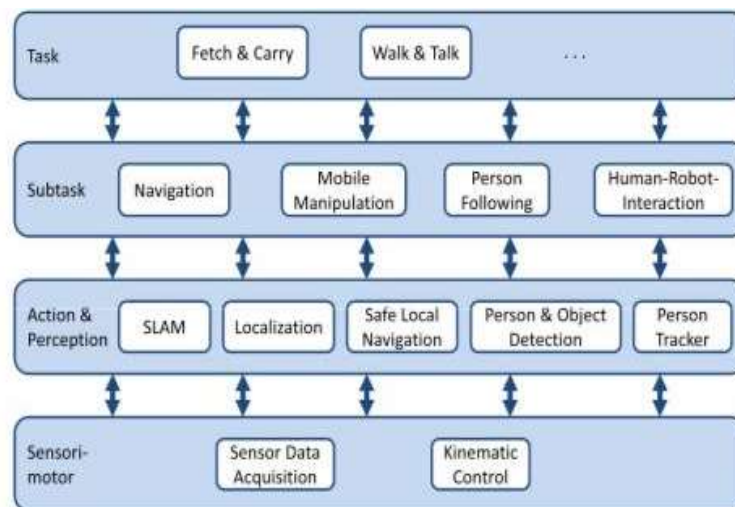 Task
Fetch & Carry
Walk & Talk
...
Subtask
Navigation
Mobile
Manipulation
Person
Following
Human-Robot-
Interaction
Action &
Perception
SLAM
Localization
Safe Local
Navigation
Person & Object
Detection
Person
Tracker
Sensori-
motor
Sensor Data
Acquisition
Kinematic
Control